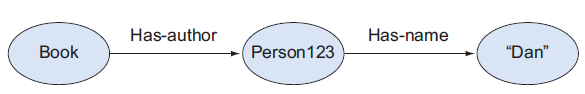 Has-author
Has-name
Book
Person123
“Dan”